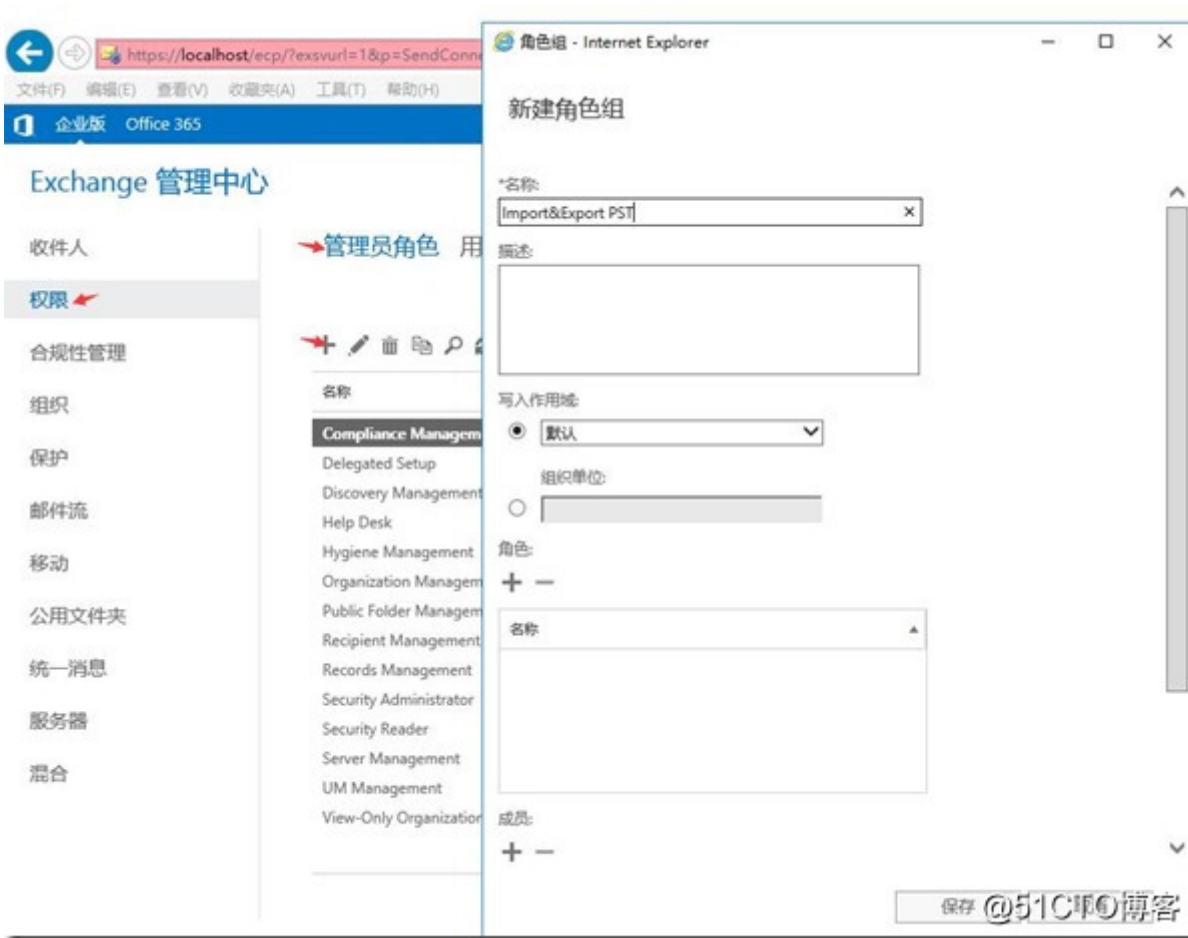 https://localhost/ecp/?exsvurl=1&p=SendConne
文件(F) 编辑(E) 查看(V) 收藏夹(A) 工具(T) 帮助(H)
企业版 Office 365
Exchange 管理中心
收件人
权限
合规性管理
组织
保护
邮件流
移动
公用文件夹
统一消息
服务器
混合
管理员角色 用
名称
Compliance Managem
Delegated Setup
Discovery Management
Help Desk
Hygiene Management
Organization Managem
Public Folder Managem
Recipient Management
Records Management
Security Administrator
Security Reader
Server Management
UM Management
View-Only Organization
角色组 - Internet Explorer
新建角色组
*名称:
Import&Export PST
描述:
写入作用域:
默认
组织单位:
角色:
名称
成员:
保存 取消
@51CTO博客